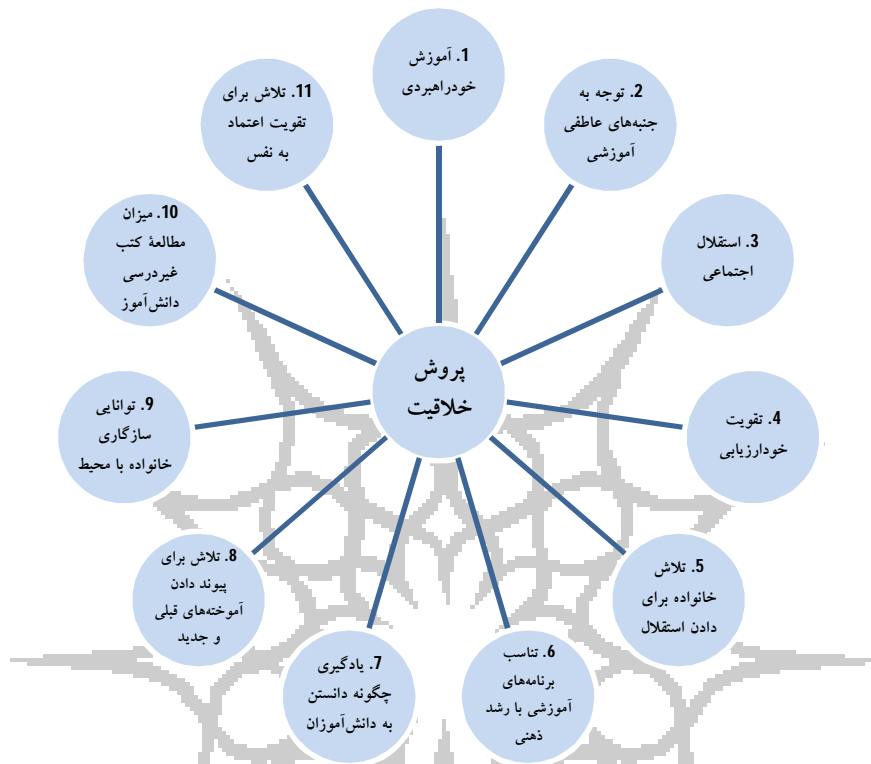 پروش
خلاقیت
1. آموزش
خودراهبردی
2. توجه به
جنبه‌های عاطفی
آموزشی
3. استقلال
اجتماعی
4. تقویت
خودارزیابی
5. تلاش
خانواده برای
دادن استقلال
6. تناسب
برنامه‌های
آموزشی با رشد
ذهنی
7. یادگیری
چگونه دانستن
به دانش‌آموزان
8. تلاش برای
پیوند دادن
آموخته‌های قبلی
و جدید
9. توانایی
سازگاری
خانواده با محیط
10. میزان
مطالعۀ کتب
غیردرسی
دانش‌آموز
11. تلاش برای
تقویت اعتماد
به نفس